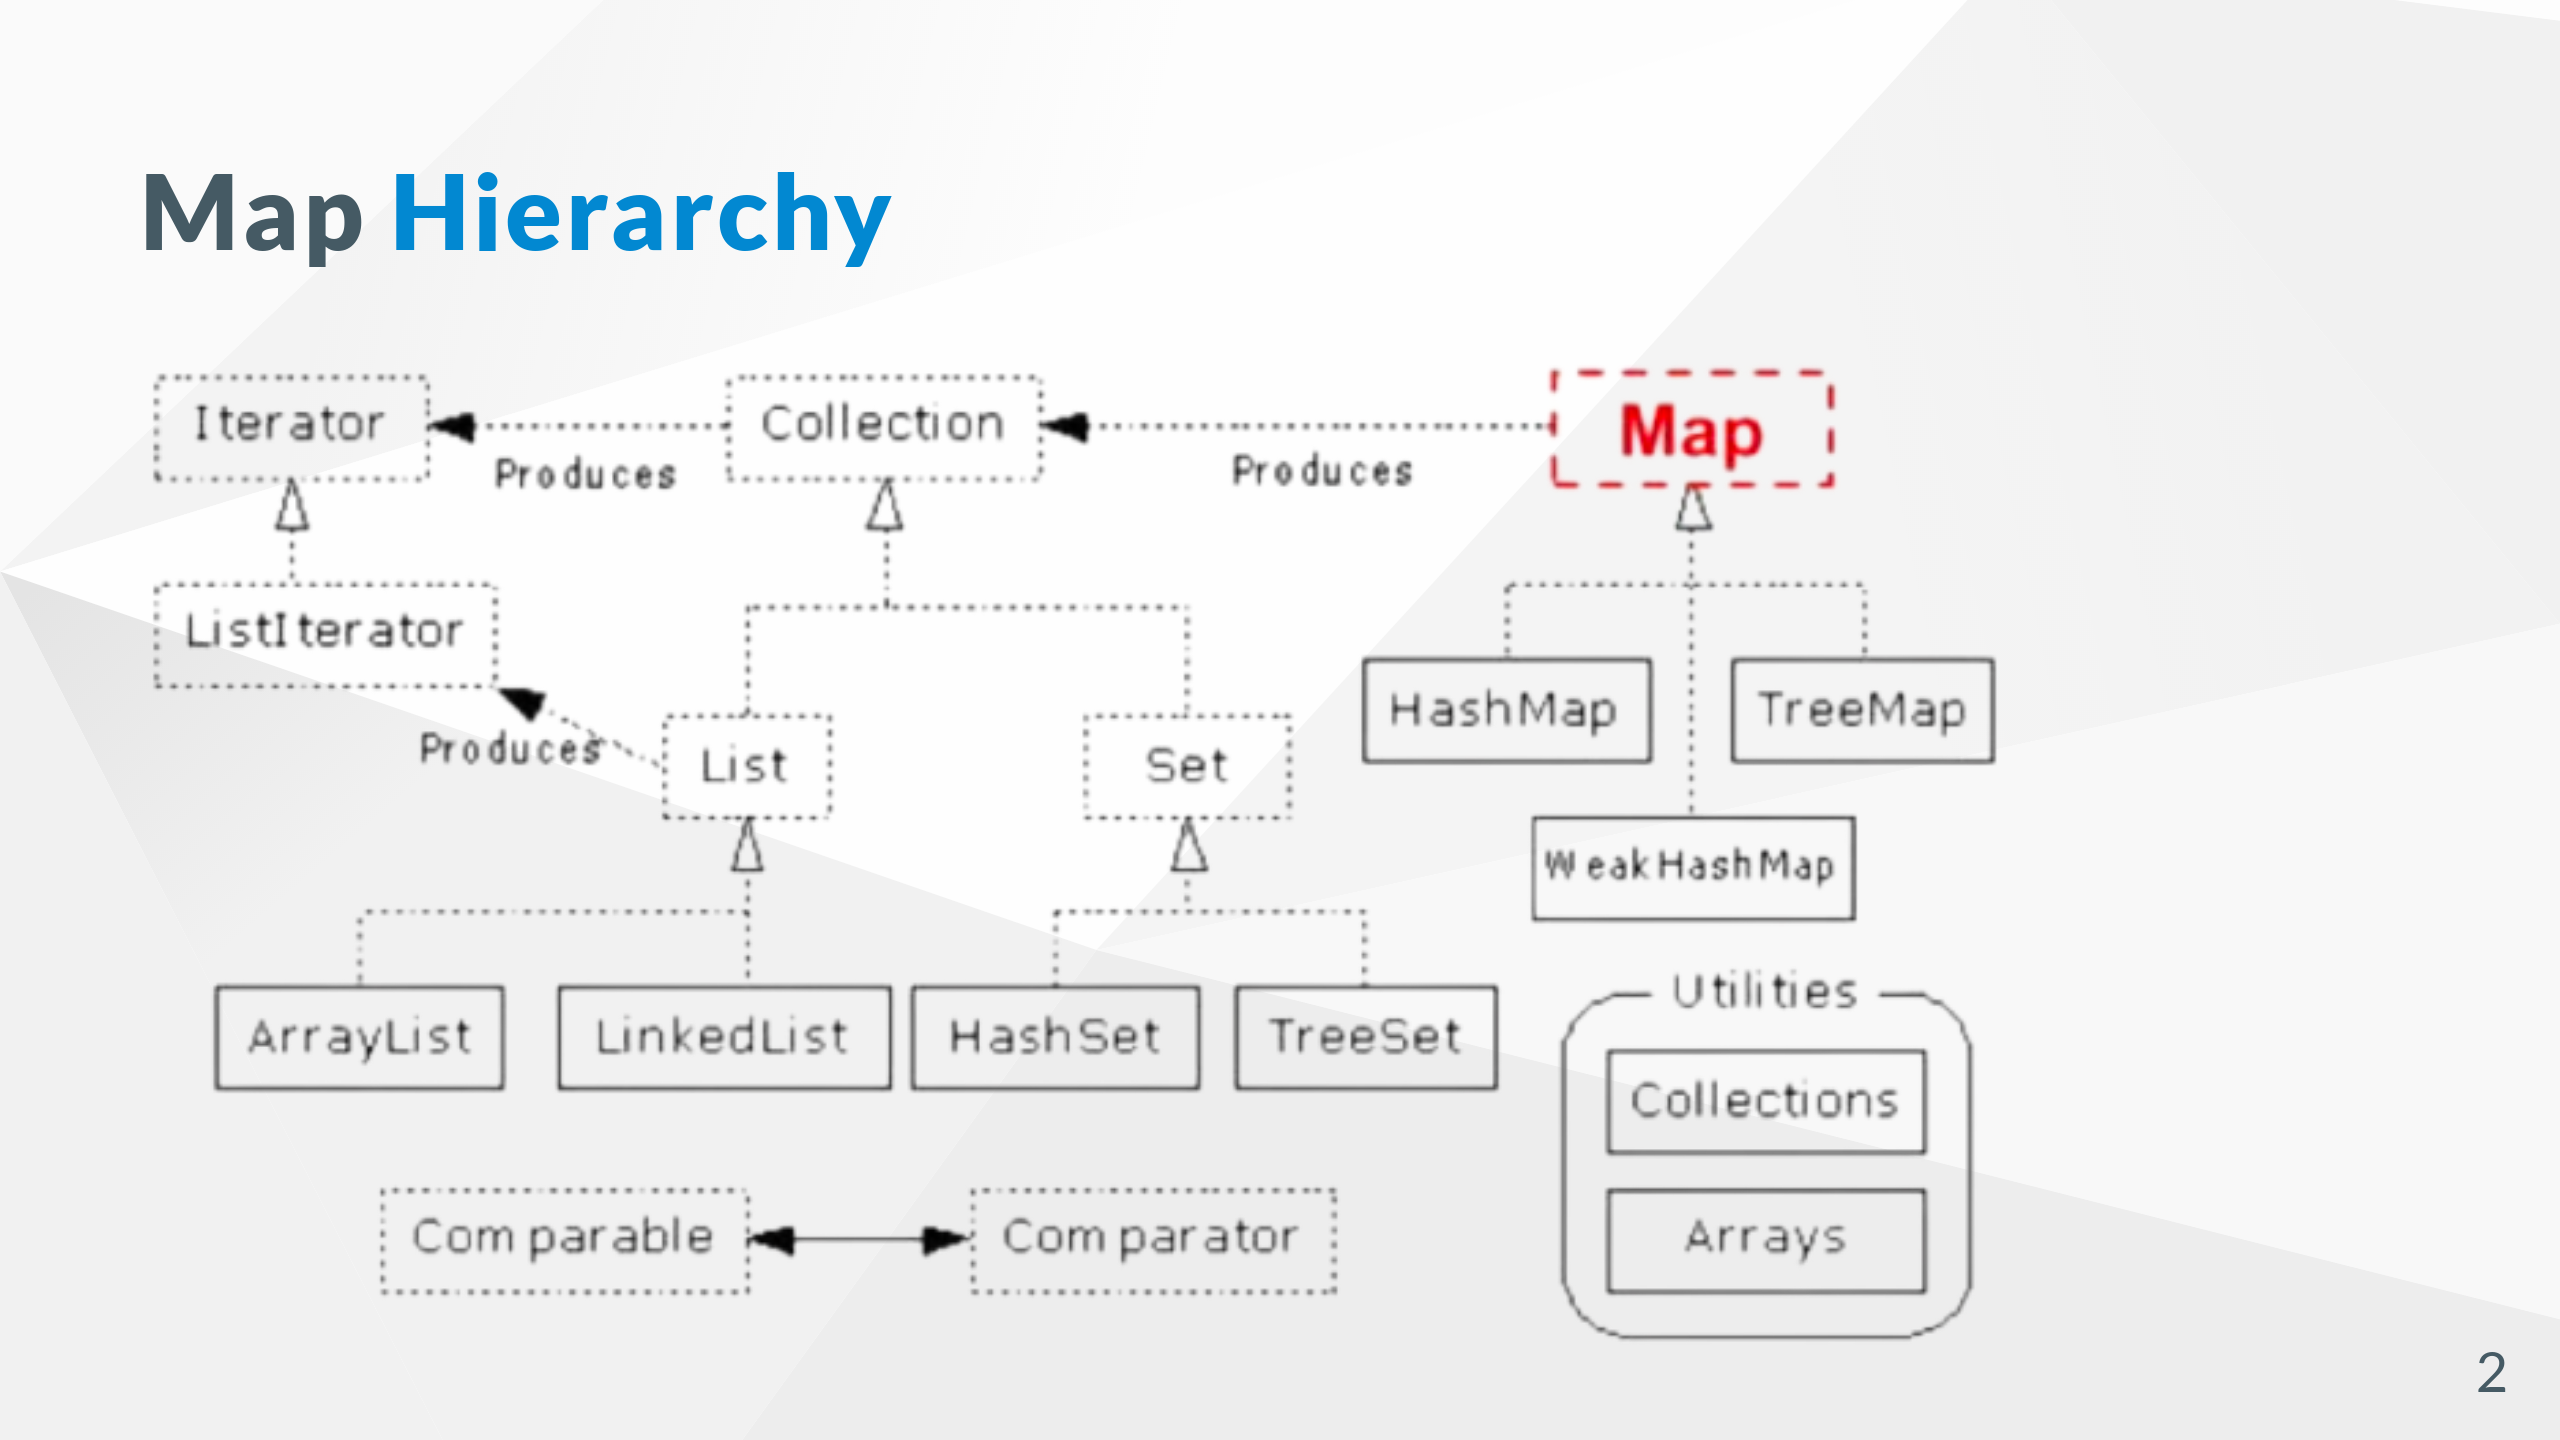 Map Hierarchy
Iterator
Collection
Map
Produces
Produces
ListIterator
HashMap
TreeMap
Produces
List
Set
WeakHashMap
Utilities
ArrayList
LinkedList
HashSet
TreeSet
Collections
Comparable
Comparator
Arrays
2